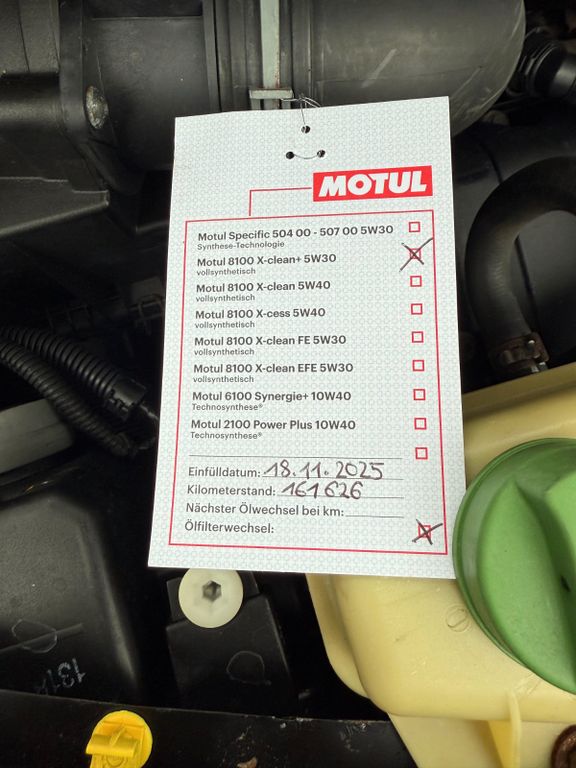 MOTUL
Motul Specific 504 00 - 507 00 5W30
Synthese-Technologie
Motul 8100 X-clean+ 5W30
vollsynthetisch
Motul 8100 X-clean 5W40
vollsynthetisch
Motul 8100 X-cess 5W40
vollsynthetisch
Motul 8100 X-clean FE 5W30
vollsynthetisch
Motul 8100 X-clean EFE 5W30
vollsynthetisch
Motul 6100 Synergie+ 10W40
Technosynthese®
Motul 2100 Power Plus 10W40
Technosynthese®
Einfülldatum: 18.11.2025
Kilometerstand: 161626
Nächster Ölwechsel bei km:
Ölfilterwechsel: